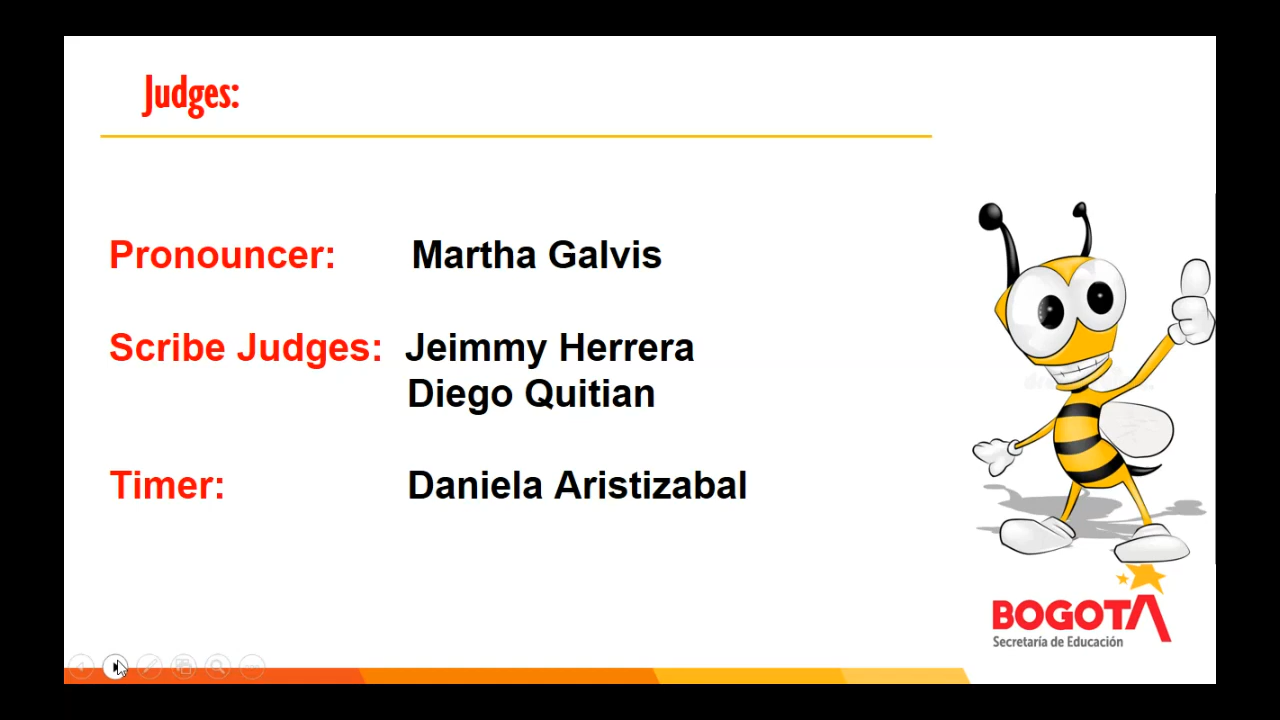 Judges:
Pronouncer: Martha Galvis
Scribe Judges: Jeimmy Herrera
Diego Quitian
Timer: Daniela Aristizabal
BOGOTA
Secretaría de Educación